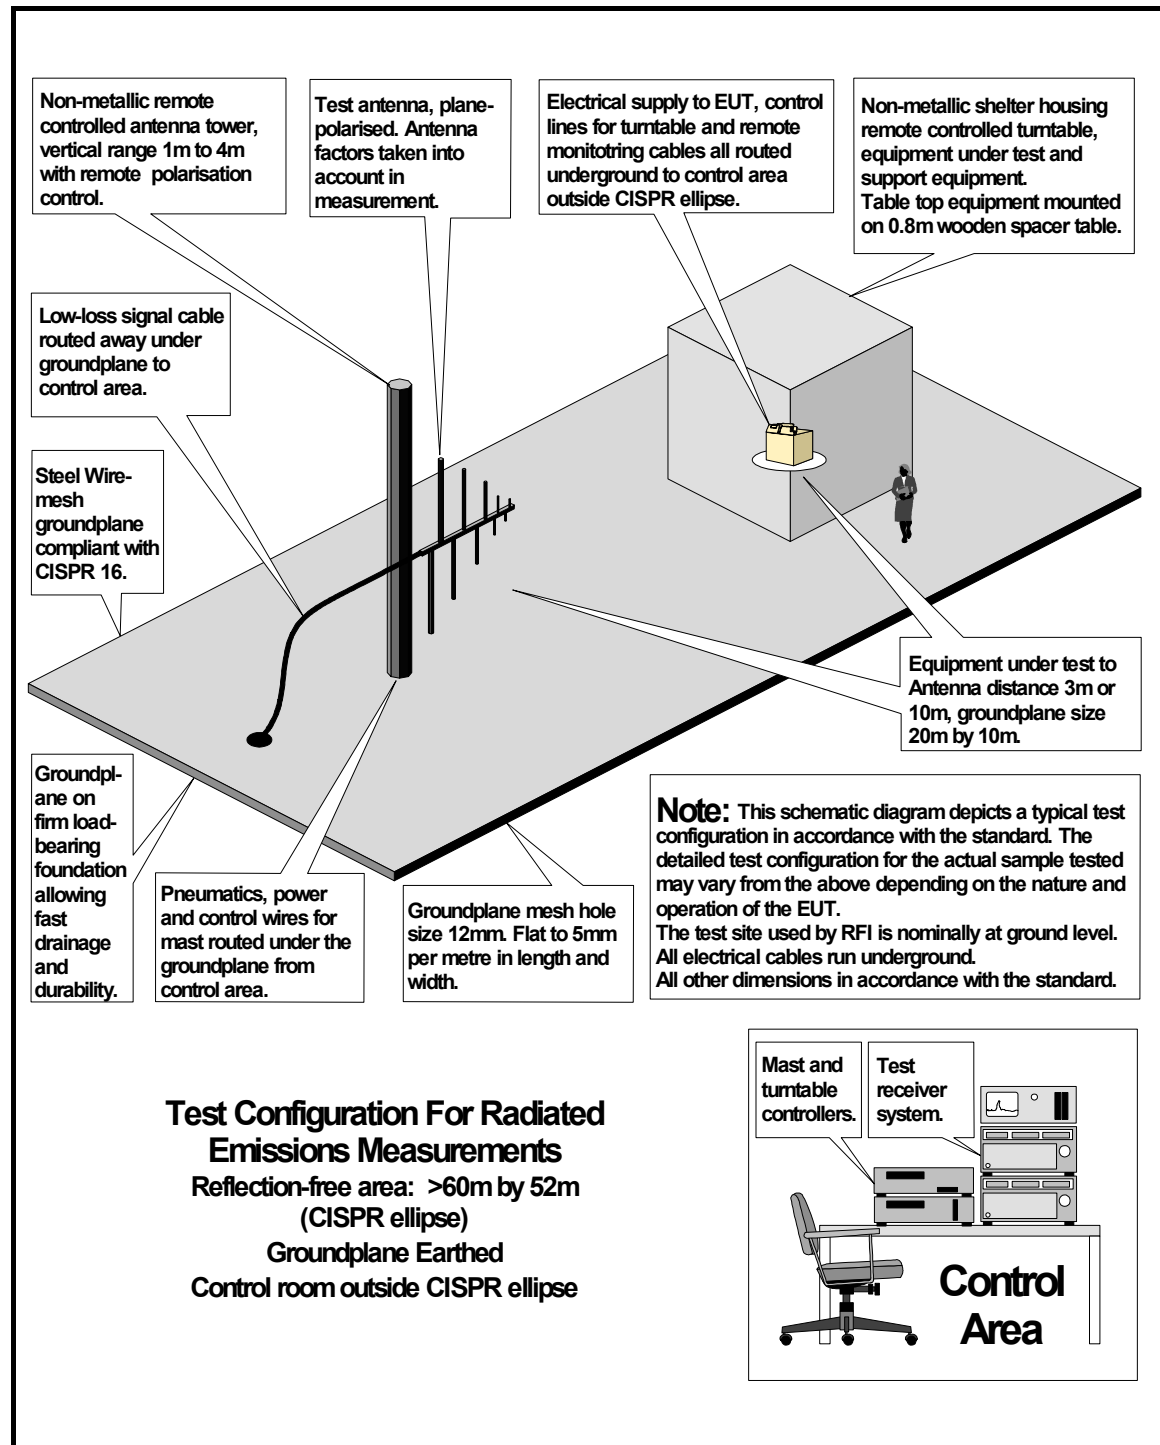 Non-metallic remote
controlled antenna tower,
vertical range 1m to 4m
with remote polarisation
control.
Test antenna, plane-
polarised. Antenna
factors taken into
account in
measurement.
Electrical supply to EUT, control
lines for turntable and remote
monitotring cables all routed
underground to control area
outside CISPR ellipse.
Non-metallic shelter housing
remote controlled turntable,
equipment under test and
support equipment.
Table top equipment mounted
on 0.8m wooden spacer table.
Low-loss signal cable
routed away under
groundplane to
control area.
Steel Wire-
mesh
groundplane
compliant with
CISPR 16.
Equipment under test to
Antenna distance 3m or
10m, groundplane size
20m by 10m.
Groundpl-
ane on
firm load-
bearing
foundation
allowing
fast
drainage
and
durability.
Pneumatics, power
and control wires for
mast routed under the
groundplane from
control area.
Groundplane mesh hole
size 12mm. Flat to 5mm
per metre in length and
width.
Note: This schematic diagram depicts a typical test
configuration in accordance with the standard. The
detailed test configuration for the actual sample tested
may vary from the above depending on the nature and
operation of the EUT.
The test site used by RFI is nominally at ground level.
All electrical cables run underground.
All other dimensions in accordance with the standard.
Test Configuration For Radiated
Emissions Measurements
Reflection-free area: >60m by 52m
(CISPR ellipse)
Groundplane Earthed
Control room outside CISPR ellipse
Mast and
turntable
controllers.
Test
receiver
system.
Control
Area